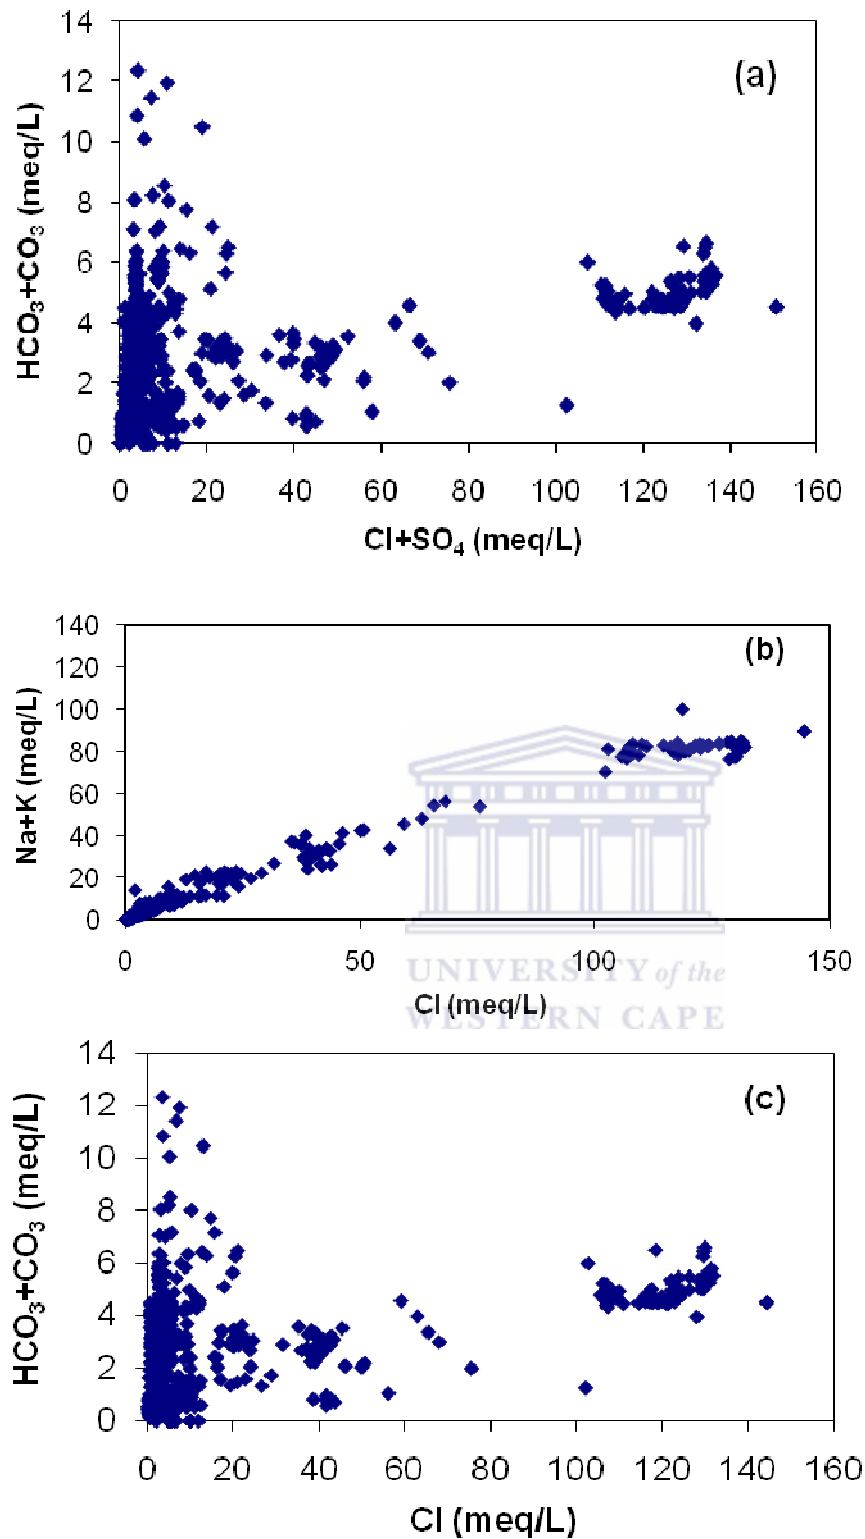 14
12
10
8
6
4
2
0
HCO₃+CO₃ (meq/L)
(a)
0 20 40 60 80 100 120 140 160
Cl+SO₄ (meq/L)
140
120
100
80
60
40
20
0
Na+K (meq/L)
(b)
0 50 100 150
Cl (meq/L)
UNIVERSITY of the
WESTERN CAPE
14
12
10
8
6
4
2
0
HCO₃+CO₃ (meq/L)
(c)
0 20 40 60 80 100 120 140 160
Cl (meq/L)